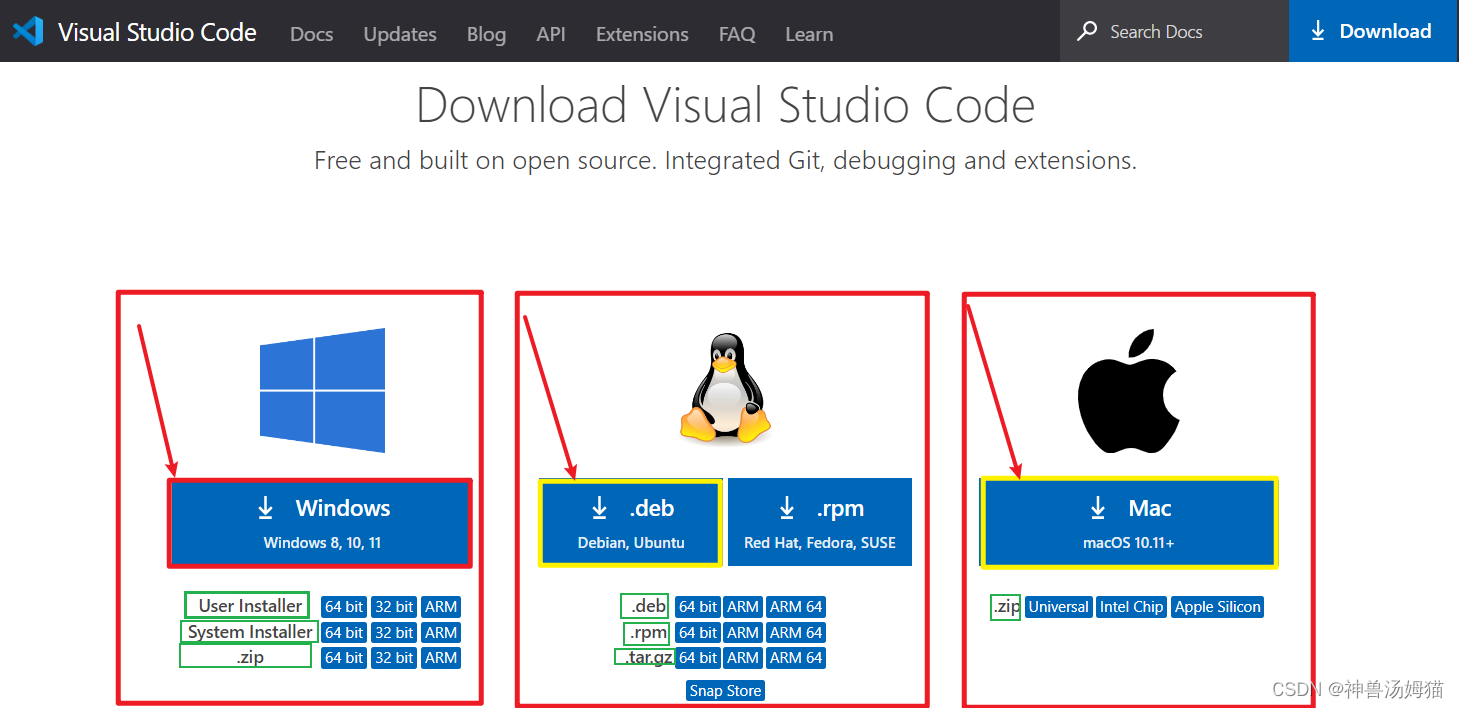 Visual Studio Code Docs Updates Blog API Extensions FAQ Learn Search Docs Download
Download Visual Studio Code
Free and built on open source. Integrated Git, debugging and extensions.
Windows
Windows 8, 10, 11
User Installer 64 bit 32 bit ARM
System Installer 64 bit 32 bit ARM
.zip 64 bit 32 bit ARM
.deb
Debian, Ubuntu
.rpm
Red Hat, Fedora, SUSE
.deb 64 bit ARM ARM 64
.rpm 64 bit ARM ARM 64
.tar.gz 64 bit ARM ARM 64
Snap Store
Mac
macOS 10.11+
.zip Universal Intel Chip Apple Silicon
CSDN @神兽汤姆猫